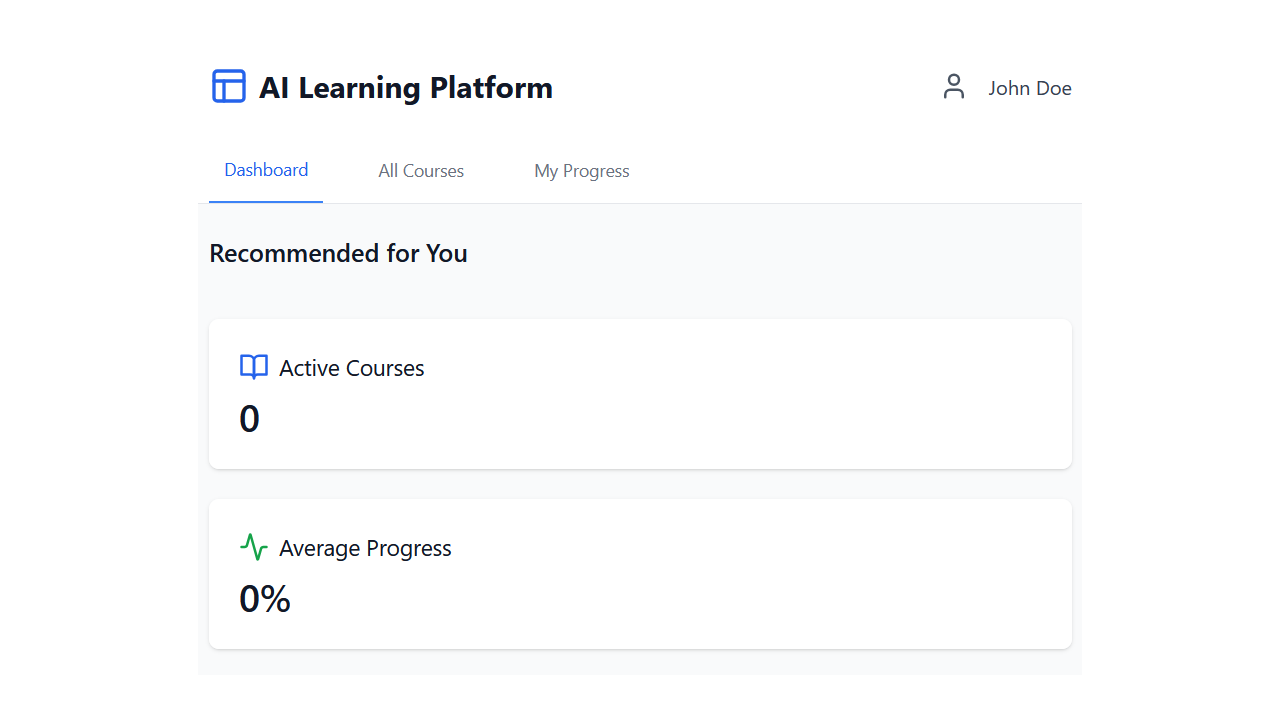 AI Learning Platform
John Doe
Dashboard
All Courses
My Progress
Recommended for You
Active Courses
0
Average Progress
0%